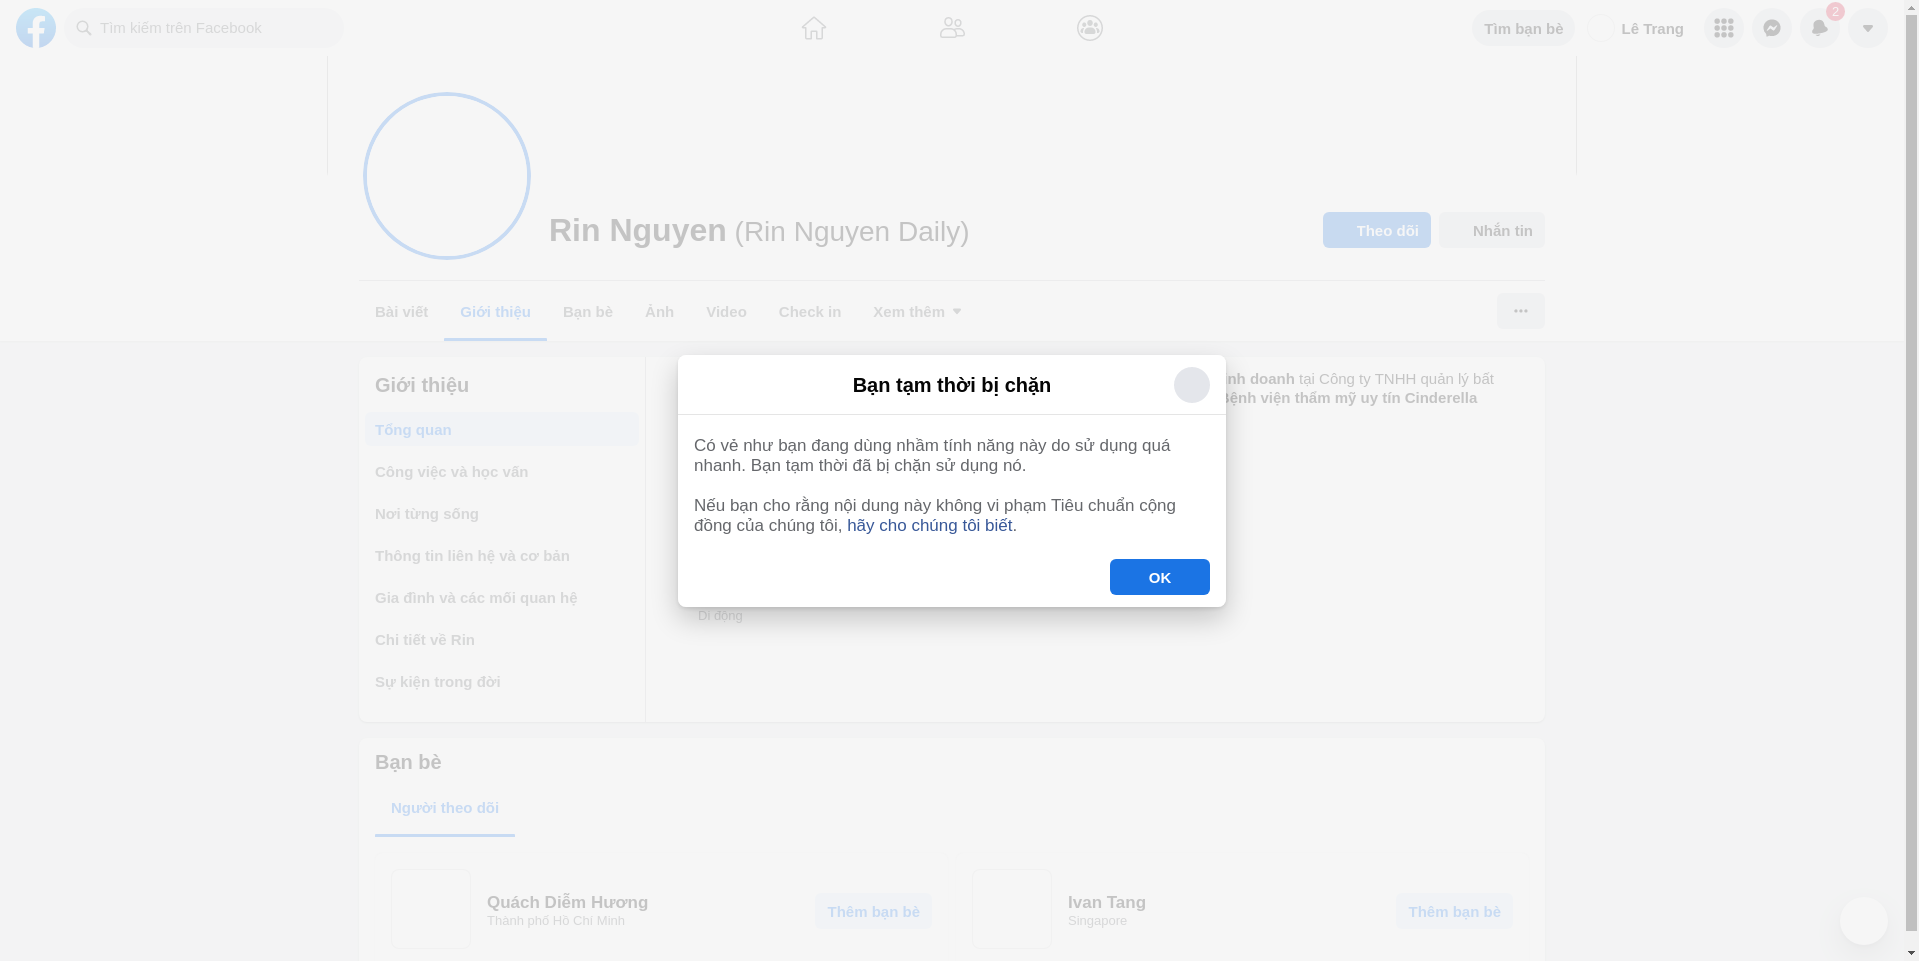 Tìm kiếm trên Facebook
Tìm bạn bè
Lê Trang
2
Rin Nguyen (Rin Nguyen Daily)
Theo dõi
Nhắn tin
Bài viết
Giới thiệu
Bạn bè
Ảnh
Video
Check in
Xem thêm
Giới thiệu
Tổng quan
Công việc và học vấn
Nơi từng sống
Thông tin liên hệ và cơ bản
Gia đình và các mối quan hệ
Chi tiết về Rin
Sự kiện trong đời
doanh tại Công ty TNHH quản lý bất
Bệnh viện thẩm mỹ uy tín Cinderella
Bạn tạm thời bị chặn
Có vẻ như bạn đang dùng nhầm tính năng này do sử dụng quá
nhanh. Bạn tạm thời đã bị chặn sử dụng nó.
Nếu bạn cho rằng nội dung này không vi phạm Tiêu chuẩn cộng
đồng của chúng tôi, hãy cho chúng tôi biết.
OK
Di động
Bạn bè
Người theo dõi
Quách Diễm Hương
Thành phố Hồ Chí Minh
Thêm bạn bè
Ivan Tang
Singapore
Thêm bạn bè